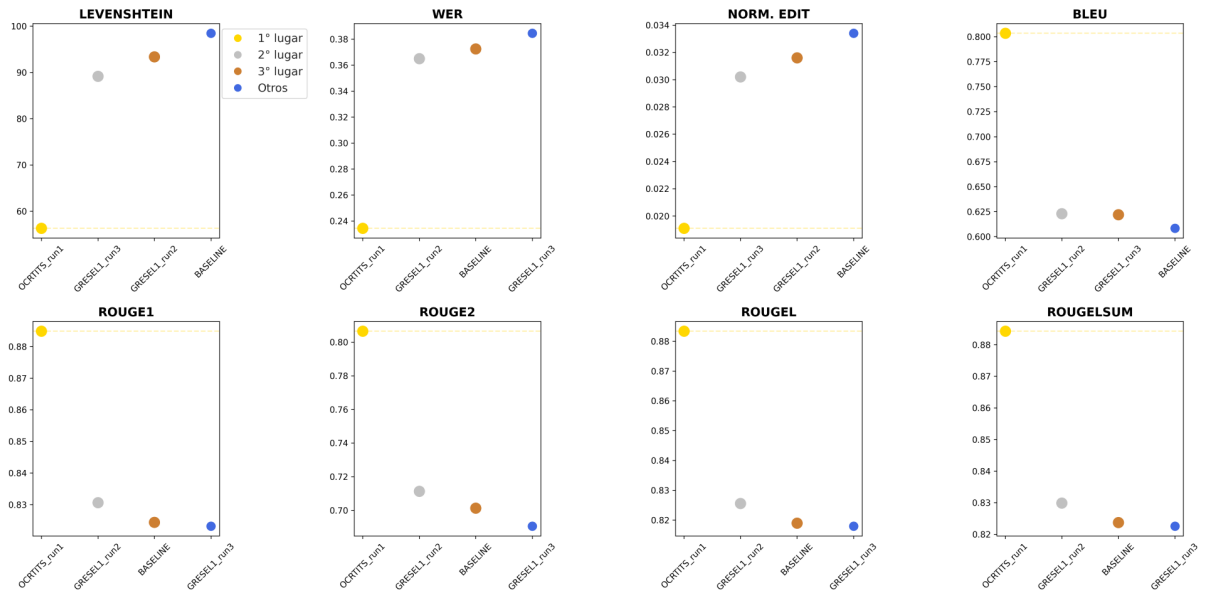 LEVENSHTEIN
100
90
80
70
60
OCRTITS_run1
GRESEL1_run3
GRESEL1_run2
BASELINE
1° lugar
2° lugar
3° lugar
Otros
WER
0.38
0.36
0.34
0.32
0.30
0.28
0.26
0.24
OCRTITS_run1
GRESEL1_run2
BASELINE
GRESEL1_run3
NORM. EDIT
0.034
0.032
0.030
0.028
0.026
0.024
0.022
0.020
OCRTITS_run1
GRESEL1_run3
GRESEL1_run2
BASELINE
BLEU
0.800
0.775
0.750
0.725
0.700
0.675
0.650
0.625
0.600
OCRTITS_run1
GRESEL1_run2
GRESEL1_run3
BASELINE
ROUGE1
0.88
0.87
0.86
0.85
0.84
0.83
OCRTITS_run1
GRESEL1_run2
BASELINE
GRESEL1_run3
ROUGE2
0.80
0.78
0.76
0.74
0.72
0.70
OCRTITS_run1
GRESEL1_run2
BASELINE
GRESEL1_run3
ROUGEL
0.88
0.87
0.86
0.85
0.84
0.83
0.82
OCRTITS_run1
GRESEL1_run2
BASELINE
GRESEL1_run3
ROUGELSUM
0.88
0.87
0.86
0.85
0.84
0.83
0.82
OCRTITS_run1
GRESEL1_run2
BASELINE
GRESEL1_run3